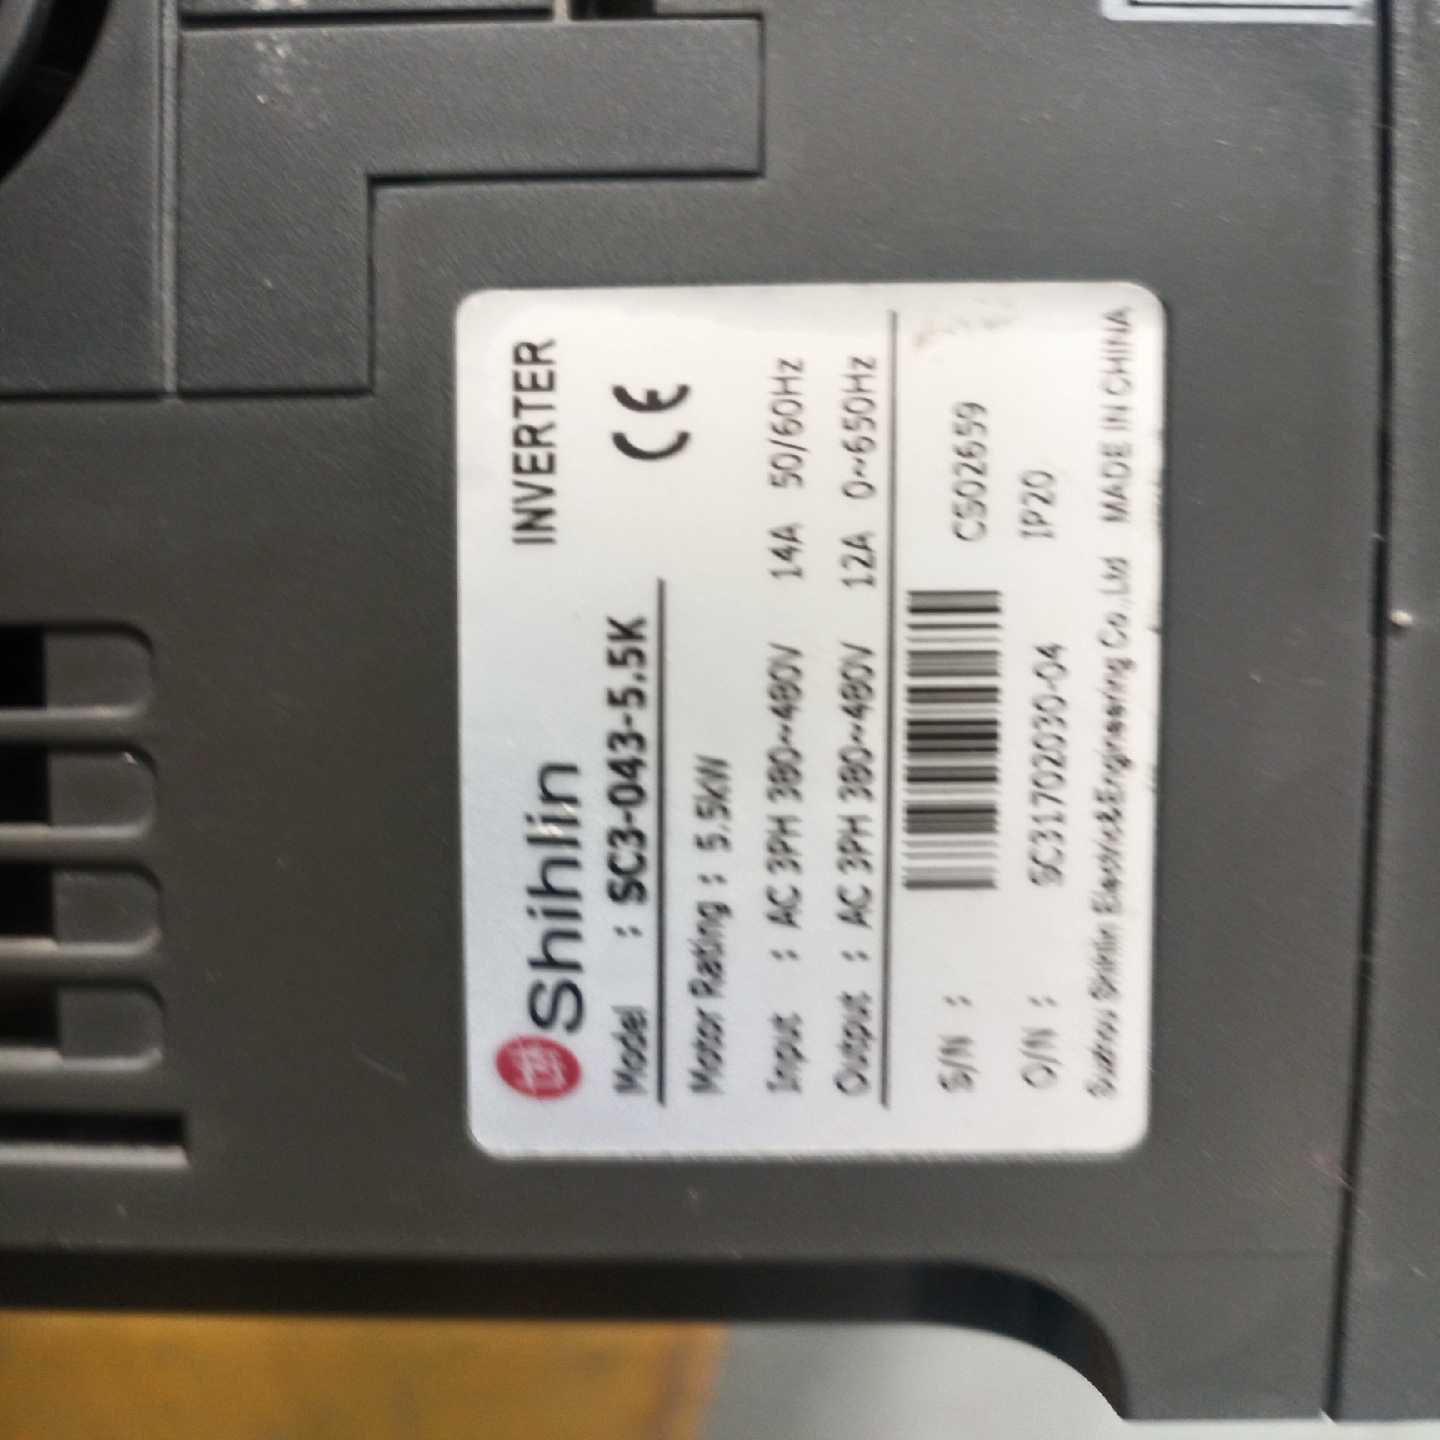 Shihlin INVERTER
Model : SC3-043-5.5K
CE
Motor Rating : 5.5kW
Input : AC 3PH 380~480V 14A 50/60Hz
Output : AC 3PH 380~480V 12A 0~650Hz
S/N : CS02659
O/N : SC31702030-04 IP20
Suzhou Shihlin Electric&Engineering Co.,Ltd MADE IN CHINA